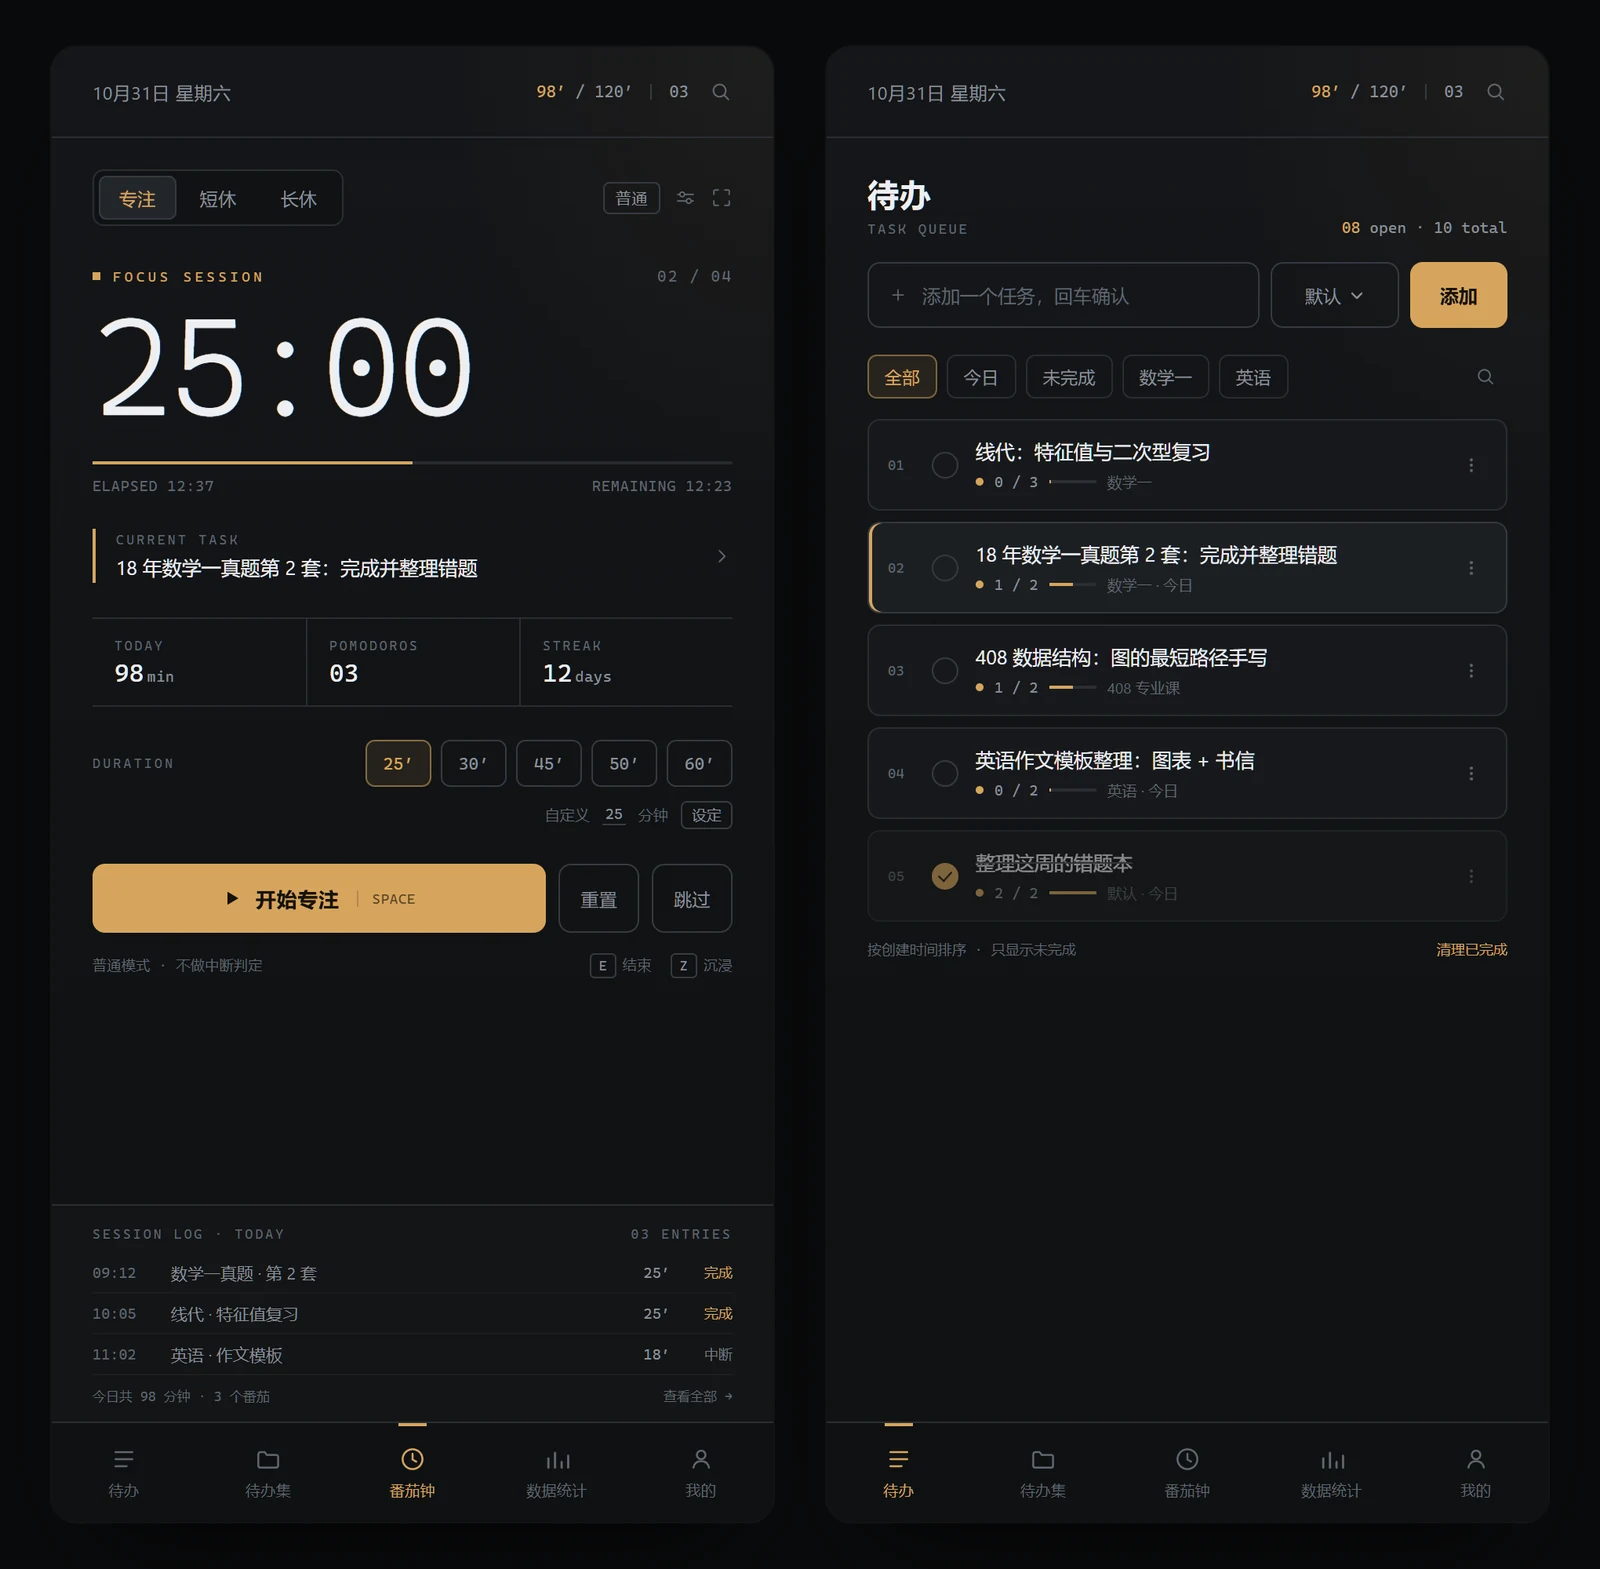 10月31日 星期六
98′ / 120′ | 03
专注 短休 长休
普通
FOCUS SESSION
02 / 04
25:00
ELAPSED 12:37
REMAINING 12:23
CURRENT TASK
18 年数学一真题第 2 套：完成并整理错题
TODAY
98 min
POMODOROS
03
STREAK
12 days
DURATION
25′ 30′ 45′ 50′ 60′
自定义 25 分钟 设定
开始专注 | SPACE
重置
跳过
普通模式 · 不做中断判定
E 结束 Z 沉浸
SESSION LOG · TODAY
03 ENTRIES
09:12 数学一真题 · 第 2 套 25′ 完成
10:05 线代 · 特征值复习 25′ 完成
11:02 英语 · 作文模板 18′ 中断
今日共 98 分钟 · 3 个番茄
查看全部 →
待办 待办集 番茄钟 数据统计 我的
10月31日 星期六
98′ / 120′ | 03
待办
TASK QUEUE
08 open · 10 total
+ 添加一个任务，回车确认
默认
添加
全部 今日 未完成 数学一 英语
01
线代：特征值与二次型复习
0 / 3 数学一
02
18 年数学一真题第 2 套：完成并整理错题
1 / 2 数学一 · 今日
03
408 数据结构：图的最短路径手写
1 / 2 408 专业课
04
英语作文模板整理：图表 + 书信
0 / 2 英语 · 今日
05
整理这周的错题本
2 / 2 默认 · 今日
按创建时间排序 · 只显示未完成
清理已完成
待办 待办集 番茄钟 数据统计 我的